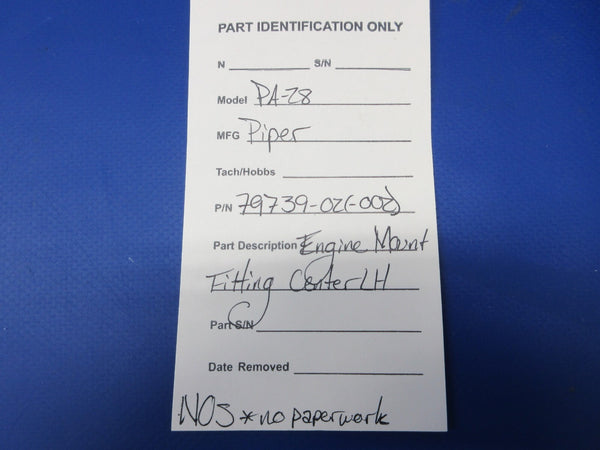 PART IDENTIFICATION ONLY
N S/N
Model PA-28
MFG Piper
Tach/Hobbs
P/N 79739-02(-002)
Part Description Engine Mount
Fitting Center LH
Part S/N
Date Removed
NOS *no paperwork